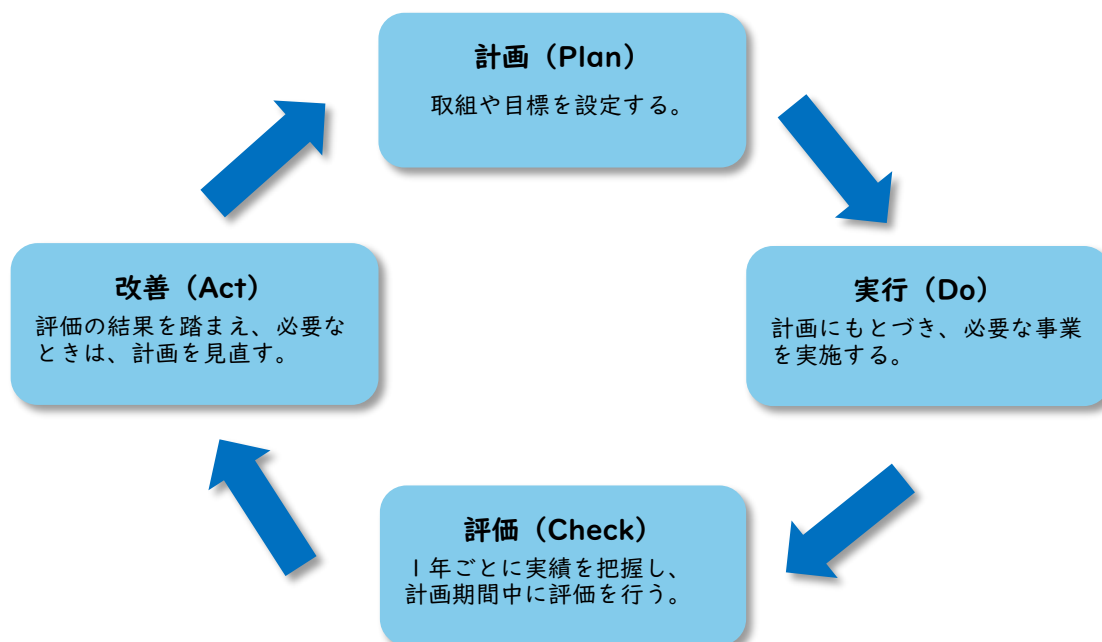 計画（Plan）
取組や目標を設定する。
実行（Do）
計画にもとづき、必要な事業
を実施する。
評価（Check）
１年ごとに実績を把握し、
計画期間中に評価を行う。
改善（Act）
評価の結果を踏まえ、必要な
ときは、計画を見直す。